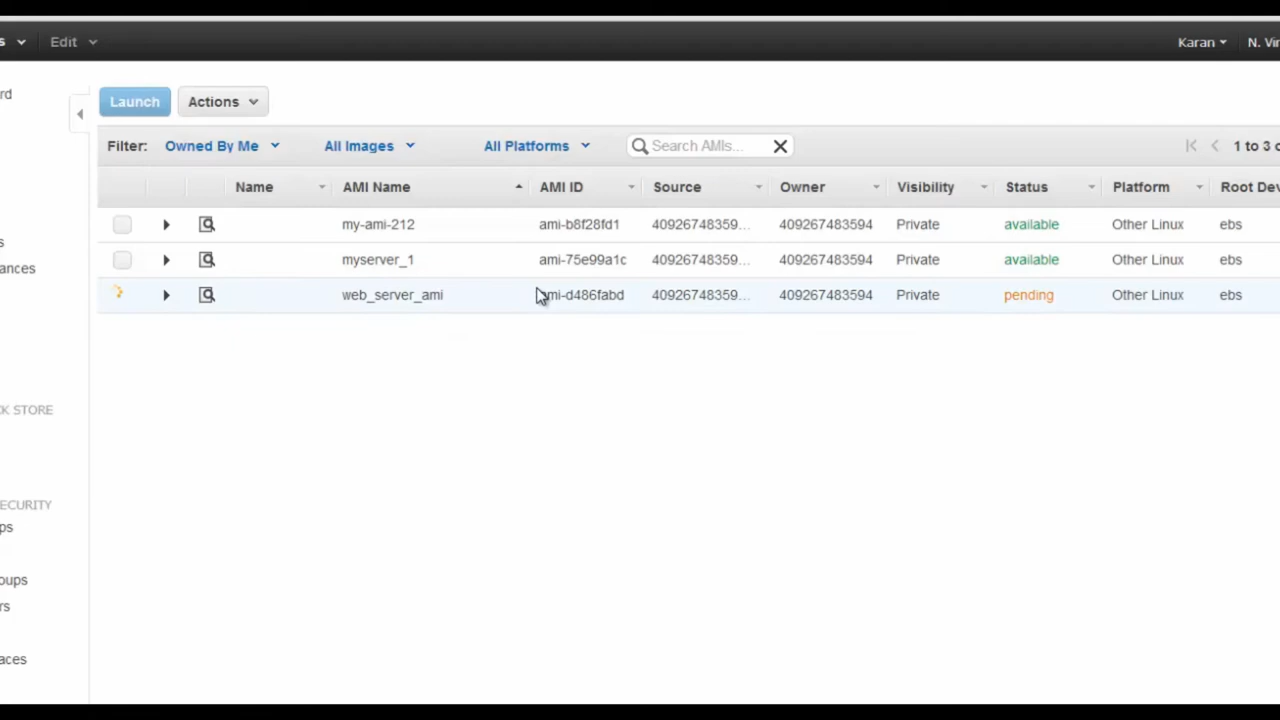 s Edit Karan N. Vir
rd
Launch Actions
Filter: Owned By Me All Images All Platforms Search AMIs... 1 to 3 o
Name AMI Name AMI ID Source Owner Visibility Status Platform Root Dev
my-ami-212 ami-b8f28fd1 40926748359... 409267483594 Private available Other Linux ebs
s
myserver_1 ami-75e99a1c 40926748359... 409267483594 Private available Other Linux ebs
ances
web_server_ami ami-d486fabd 40926748359... 409267483594 Private pending Other Linux ebs
CK STORE
ECURITY
ps
oups
rs
aces